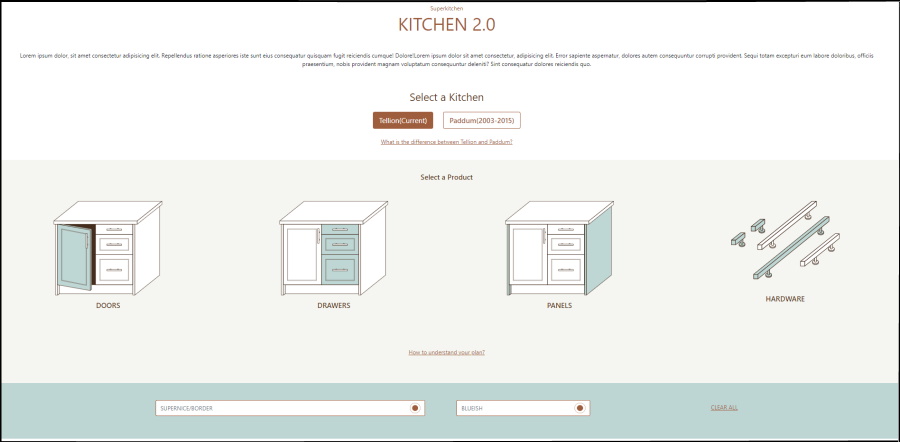 Superkitchen
KITCHEN 2.0
Lorem ipsum dolor, sit amet consectetur adipisicing elit. Repellendus ratione asperiores iste sunt eius consequatur quisquam fugit reiciendis cumque! Dolore!Lorem ipsum dolor sit amet consectetur, adipisicing elit. Error sapiente aspernatur, dolores autem consequuntur corrupti provident. Sequi totam excepturi eum labore doloribus, officiis
praesentium, nobis provident magnam voluptatum consequuntur deleniti? Sint consequatur dolores reiciendis quo.
Select a Kitchen
Tellion(Current) Paddum(2003-2015)
What is the difference between Tellion and Paddum?
Select a Product
DOORS DRAWERS PANELS HARDWARE
How to understand your plan?
SUPERNICE/BORDER BLUEISH CLEAR ALL